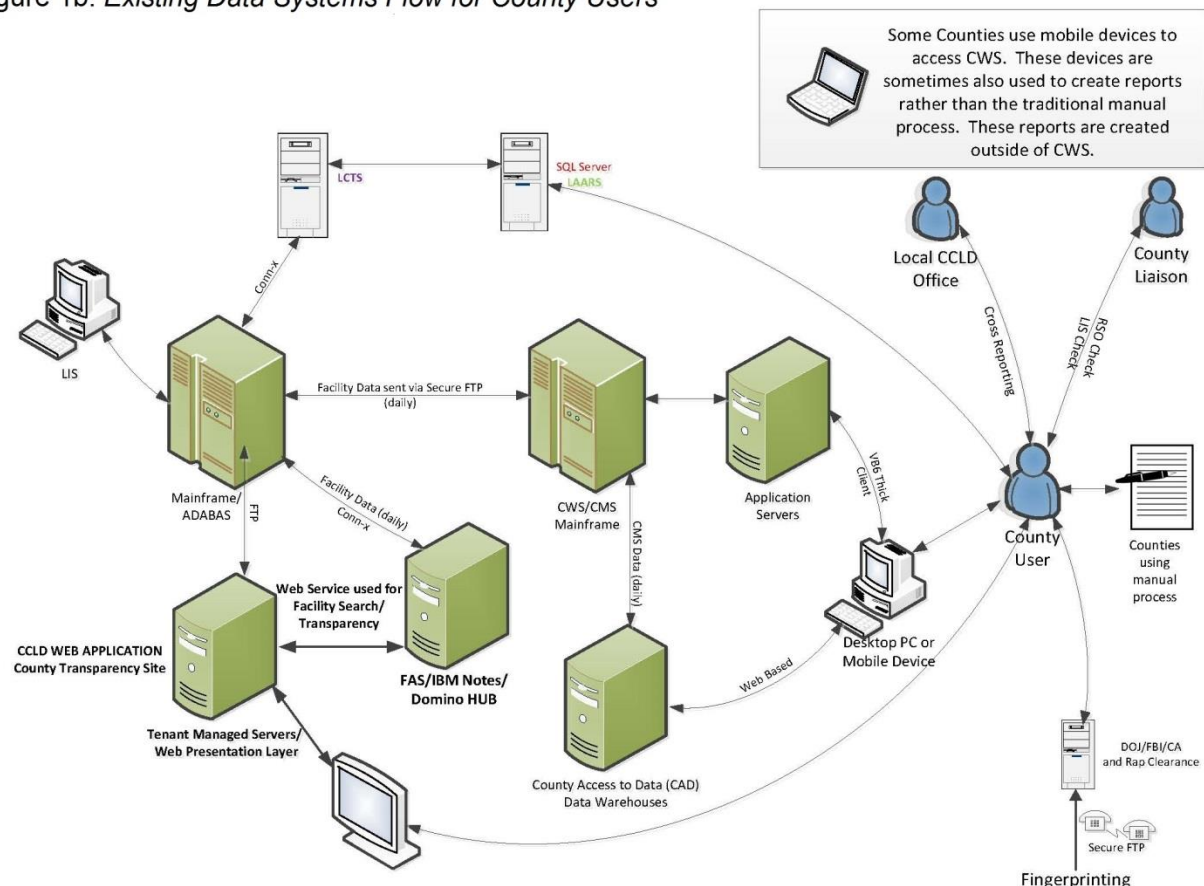 gure 1b: Existing Data Systems Flow for County Users
Some Counties use mobile devices to
access CWS. These devices are
sometimes also used to create reports
rather than the traditional manual
process. These reports are created
outside of CWS.
LCTS
SQL Server
LAARS
Local CCLD
Office
County
Liaison
Conn-x
Cross Reporting
RSO Check
LIS Check
LIS
Facility Data sent via Secure FTP
(daily)
Mainframe/
ADABAS
CWS/CMS
Mainframe
Application
Servers
VB6 Thick
Client
County
User
Counties
using
manual
process
FTP
Facility Data (daily)
Conn-x
CMS Data (daily)
Web Service used for
Facility Search/
Transparency
CCLD WEB APPLICATION
County Transparency Site
FAS/IBM Notes/
Domino HUB
Desktop PC or
Mobile Device
Web Based
Tenant Managed Servers/
Web Presentation Layer
County Access to Data (CAD)
Data Warehouses
DOJ/FBI/CA
and Rap Clearance
Secure FTP
Fingerprinting